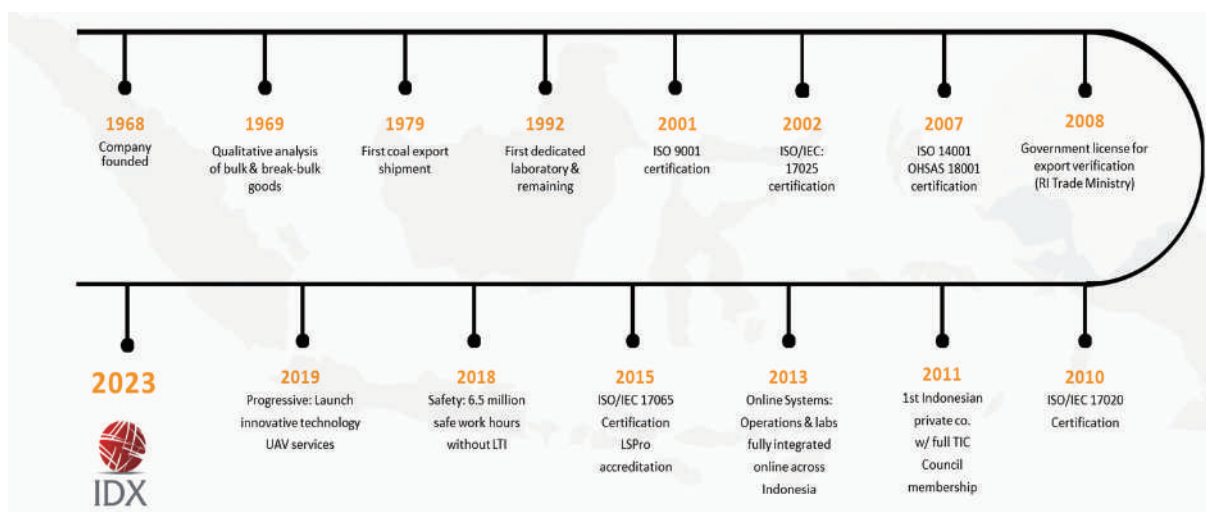 1968
Company
founded
1969
Qualitative analysis
of bulk & break-bulk
goods
1979
First coal export
shipment
1992
First dedicated
laboratory &
remaining
2001
ISO 9001
certification
2002
ISO/IEC:
17025
certification
2007
ISO 14001
OHSAS 18001
certification
2008
Government license for
export verification
(RI Trade Ministry)
2010
ISO/IEC 17020
Certification
2011
1st Indonesian
private co.
w/ full TIC
Council
membership
2013
Online Systems:
Operations & labs
fully integrated
online across
Indonesia
2015
ISO/IEC 17065
Certification
LSPro
accreditation
2018
Safety: 6.5 million
safe work hours
without LTI
2019
Progressive: Launch
innovative technology
UAV services
2023
IDX